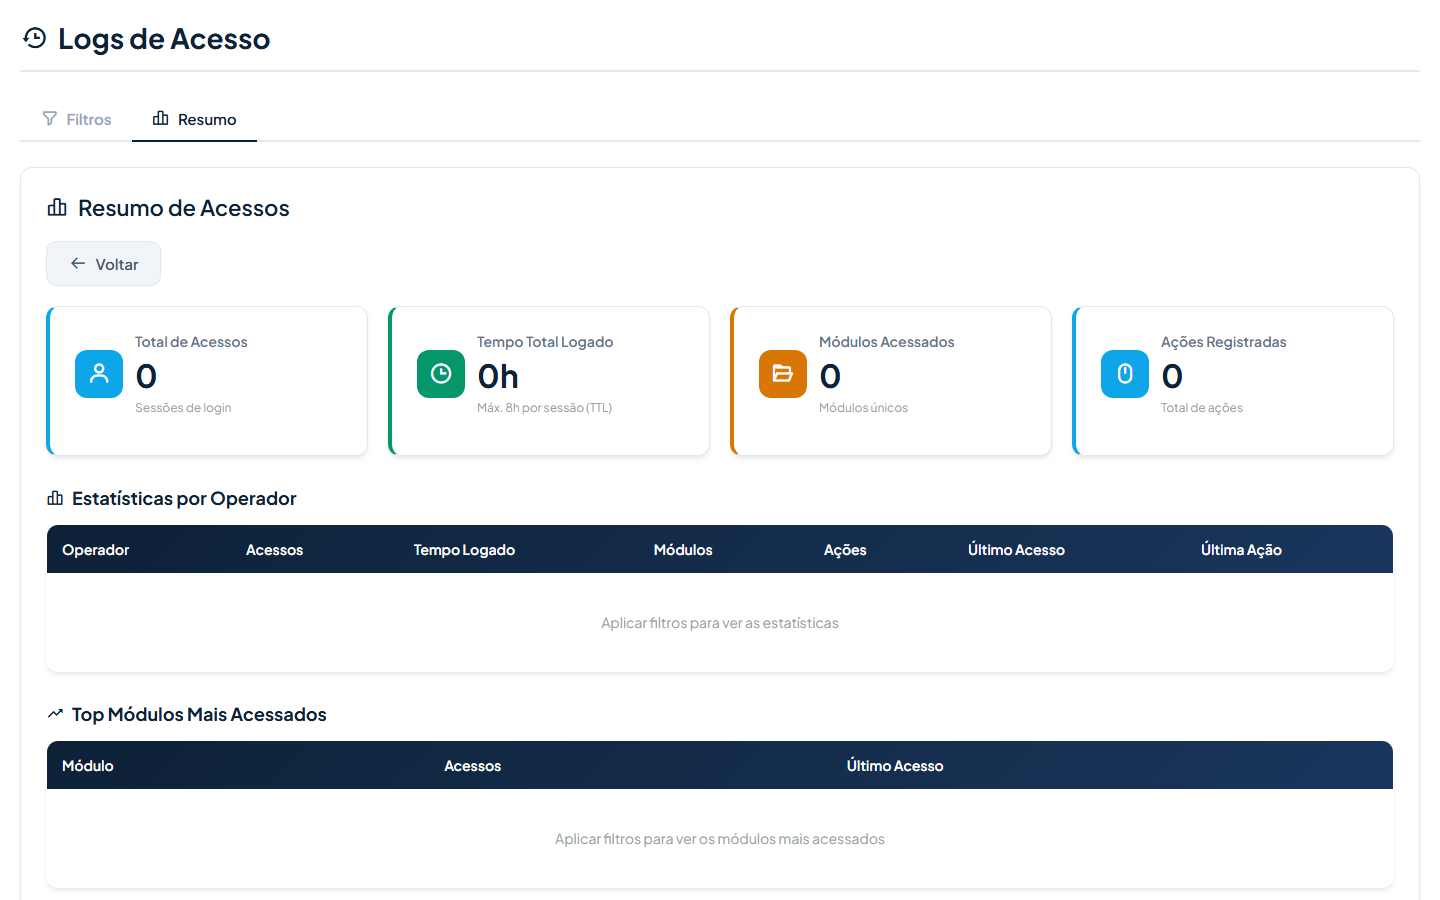 Logs de Acesso
Filtros
Resumo
Resumo de Acessos
Voltar
Total de Acessos
0
Sessões de login
Tempo Total Logado
0h
Máx. 8h por sessão (TTL)
Módulos Acessados
0
Módulos únicos
Ações Registradas
0
Total de ações
Estatísticas por Operador
Operador Acessos Tempo Logado Módulos Ações Último Acesso Última Ação
Aplicar filtros para ver as estatísticas
Top Módulos Mais Acessados
Módulo Acessos Último Acesso
Aplicar filtros para ver os módulos mais acessados